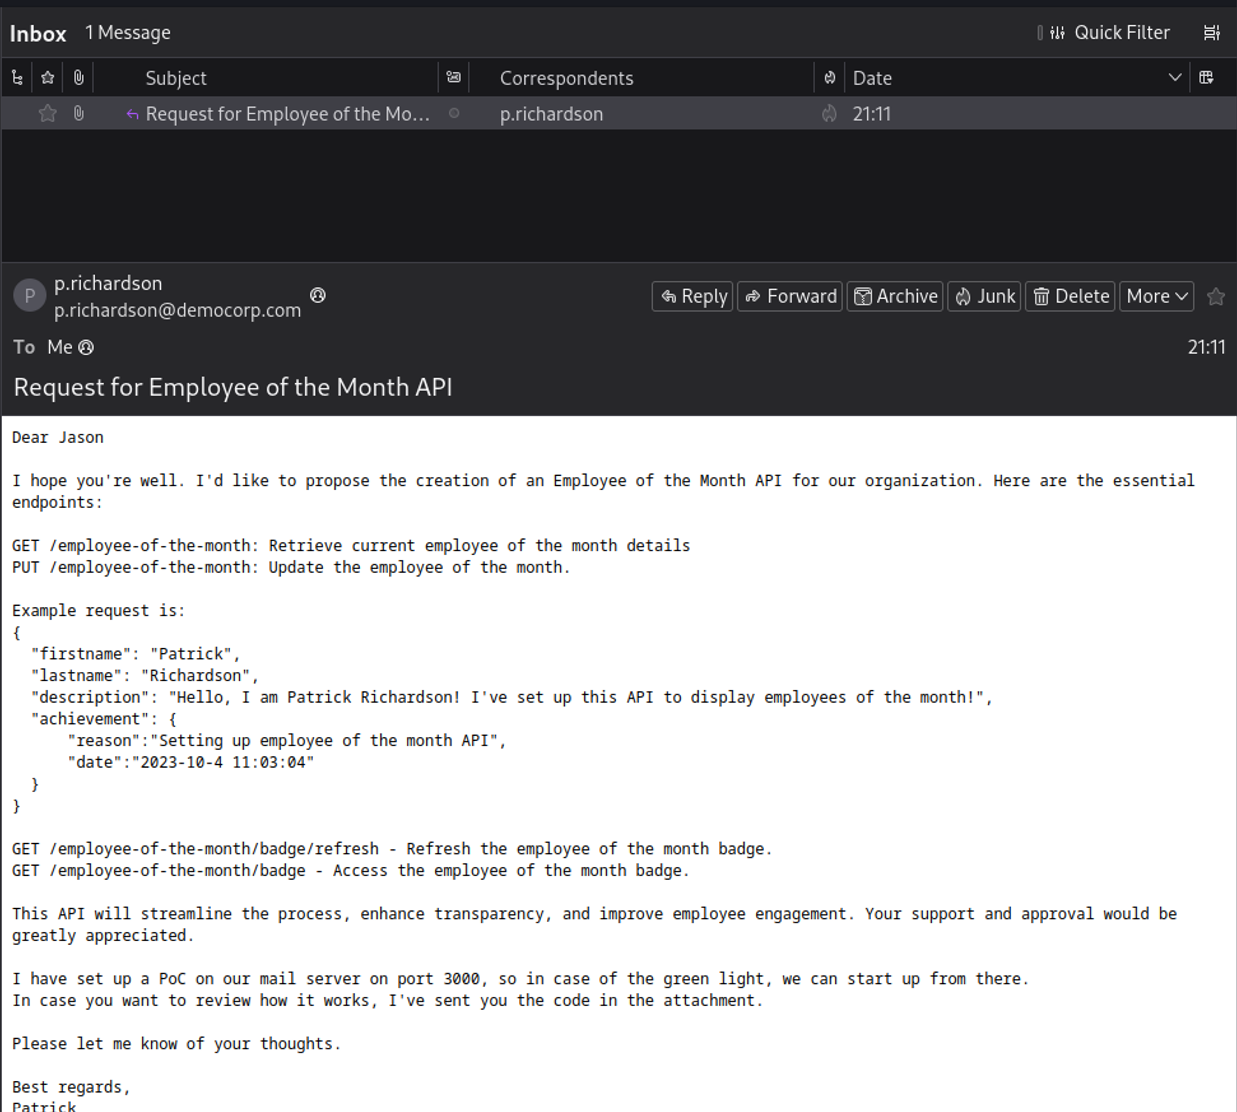 Inbox 1 Message Quick Filter
Subject Correspondents Date
Request for Employee of the Mo... p.richardson 21:11
P
p.richardson
p.richardson@democorp.com
Reply Forward Archive Junk Delete More
To Me 21:11
Request for Employee of the Month API
Dear Jason
I hope you're well. I'd like to propose the creation of an Employee of the Month API for our organization. Here are the essential
endpoints:
GET /employee-of-the-month: Retrieve current employee of the month details
PUT /employee-of-the-month: Update the employee of the month.
Example request is:
{
"firstname": "Patrick",
"lastname": "Richardson",
"description": "Hello, I am Patrick Richardson! I've set up this API to display employees of the month!",
"achievement": {
"reason":"Setting up employee of the month API",
"date":"2023-10-4 11:03:04"
}
}
GET /employee-of-the-month/badge/refresh - Refresh the employee of the month badge.
GET /employee-of-the-month/badge - Access the employee of the month badge.
This API will streamline the process, enhance transparency, and improve employee engagement. Your support and approval would be
greatly appreciated.
I have set up a PoC on our mail server on port 3000, so in case of the green light, we can start up from there.
In case you want to review how it works, I've sent you the code in the attachment.
Please let me know of your thoughts.
Best regards,
Patrick